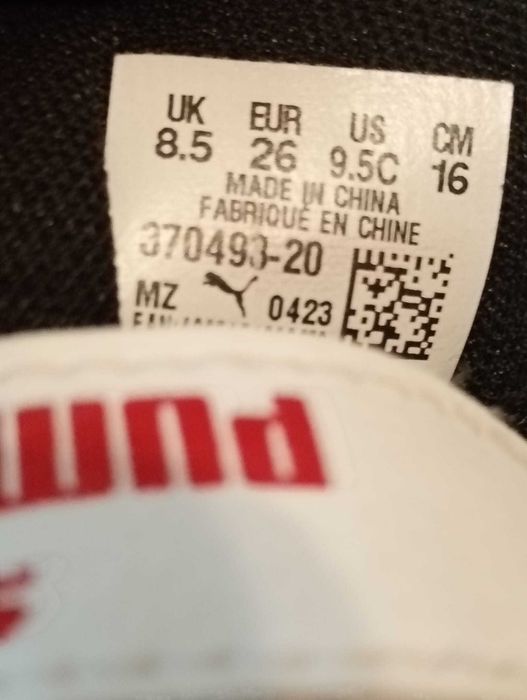 UK EUR US CM
8.5 26 9.5C 16
MADE IN CHINA
FABRIQUÉ EN CHINE
370493-20
MZ 0423
PUMA